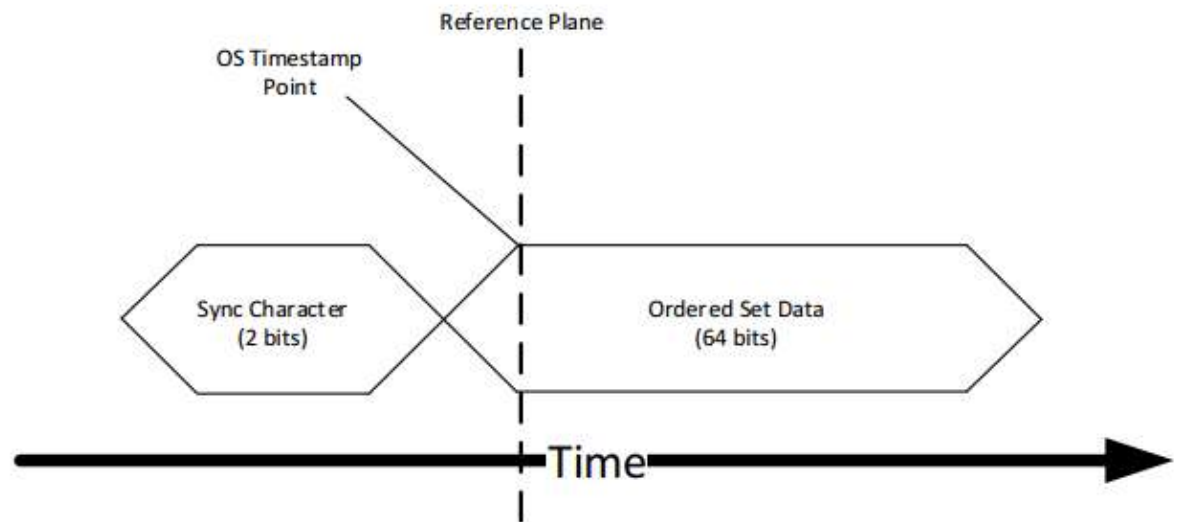 Reference Plane
OS Timestamp
Point
Sync Character
(2 bits)
Ordered Set Data
(64 bits)
Time